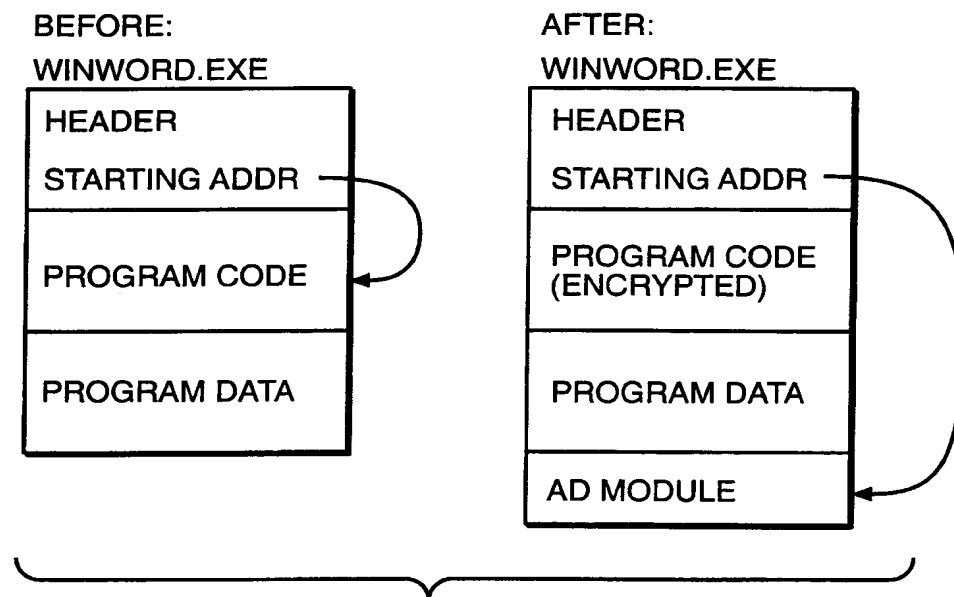 BEFORE:
WINWORD.EXE
HEADER
STARTING ADDR
PROGRAM CODE
PROGRAM DATA
AFTER:
WINWORD.EXE
HEADER
STARTING ADDR
PROGRAM CODE
(ENCRYPTED)
PROGRAM DATA
AD MODULE